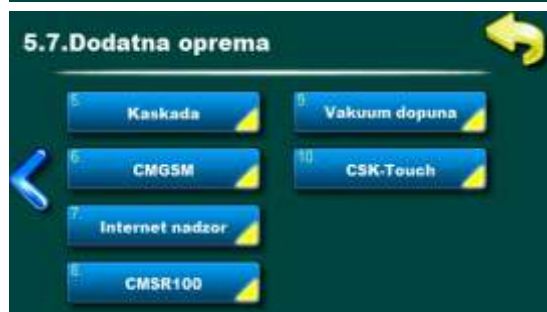 5.7.Dodatna oprema
5.
Kaskada
6.
CMGSM
7.
Internet nadzor
8.
CMSR100
9.
Vakuum dopuna
10
CSK-Touch